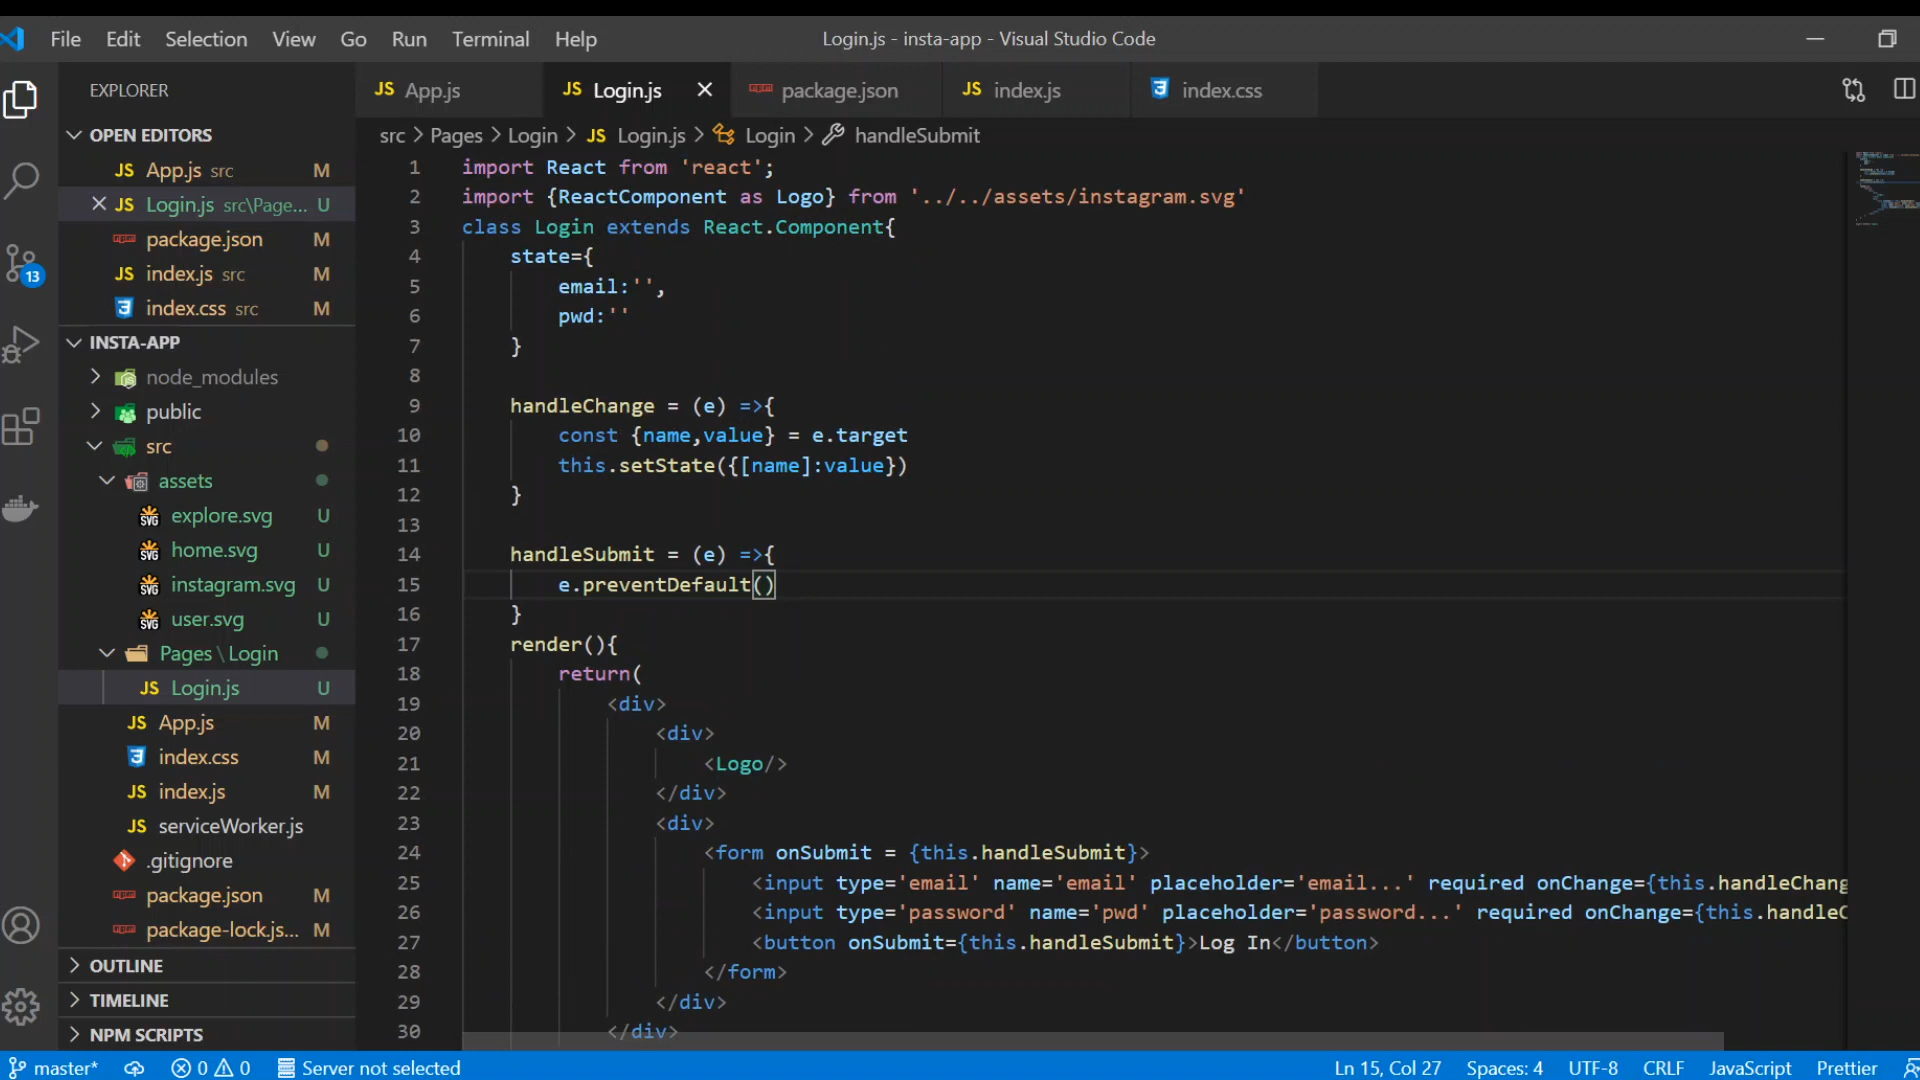 File Edit Selection View Go Run Terminal Help Login.js - insta-app - Visual Studio Code
EXPLORER
OPEN EDITORS
JS App.js src M
JS Login.js src\Page... U
package.json M
JS index.js src M
index.css src M
INSTA-APP
node_modules
public
src
assets
SVG explore.svg U
SVG home.svg U
SVG instagram.svg U
SVG user.svg U
Pages \ Login
JS Login.js U
JS App.js M
index.css M
JS index.js M
JS serviceWorker.js
.gitignore
package.json M
package-lock.js... M
OUTLINE
TIMELINE
NPM SCRIPTS
13
JS App.js JS Login.js package.json JS index.js index.css
src > Pages > Login > JS Login.js > Login > handleSubmit
1 import React from 'react';
2 import {ReactComponent as Logo} from '../../assets/instagram.svg'
3 class Login extends React.Component{
4 state={
5 email:'',
6 pwd:''
7 }
8
9 handleChange = (e) =>{
10 const {name,value} = e.target
11 this.setState({[name]:value})
12 }
13
14 handleSubmit = (e) =>{
15 e.preventDefault()
16 }
17 render(){
18 return(
19 <div>
20 <div>
21 <Logo/>
22 </div>
23 <div>
24 <form onSubmit = {this.handleSubmit}>
25 <input type='email' name='email' placeholder='email...' required onChange={this.handleChang
26 <input type='password' name='pwd' placeholder='password...' required onChange={this.handleC
27 <button onSubmit={this.handleSubmit}>Log In</button>
28 </form>
29 </div>
30 </div>
master* 0 0 Server not selected Ln 15, Col 27 Spaces: 4 UTF-8 CRLF JavaScript Prettier